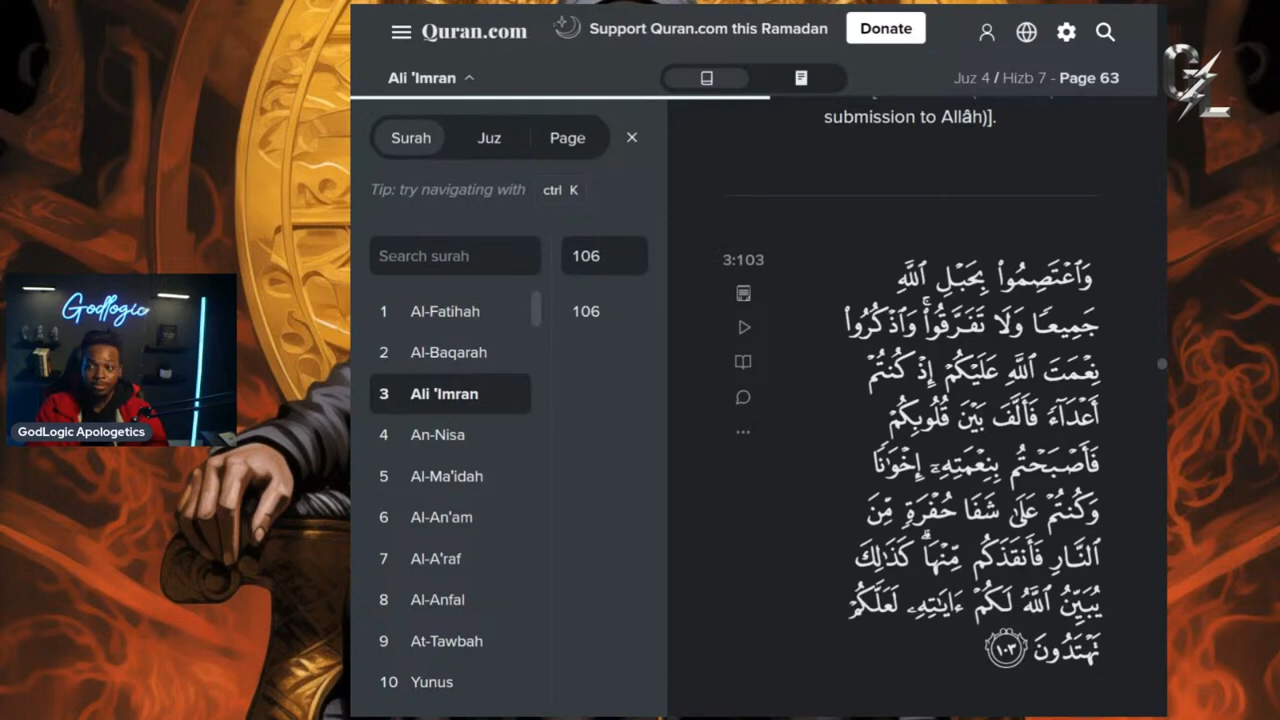 Quran.com
Support Quran.com this Ramadan
Donate
Ali 'Imran
Juz 4 / Hizb 7 - Page 63
submission to Allâh)].
Surah
Juz
Page
Tip: try navigating with ctrl K
Search surah
106
1 Al-Fatihah
106
2 Al-Baqarah
3 Ali 'Imran
4 An-Nisa
5 Al-Ma'idah
6 Al-An'am
7 Al-A'raf
8 Al-Anfal
9 At-Tawbah
10 Yunus
3:103
وَٱعْتَصِمُوا۟ بِحَبْلِ ٱللَّهِ
جَمِيعًا وَلَا تَفَرَّقُوا۟ ۚ وَٱذْكُرُوا۟
نِعْمَتَ ٱللَّهِ عَلَيْكُمْ إِذْ كُنتُمْ
أَعْدَآءً فَأَلَّفَ بَيْنَ قُلُوبِكُمْ
فَأَصْبَحْتُم بِنِعْمَتِهِۦٓ إِخْوَٰنًا
وَكُنتُمْ عَلَىٰ شَفَا حُفْرَةٍ مِّنَ
ٱلنَّارِ فَأَنقَذَكُم مِّنْهَا ۗ كَذَٰلِكَ
يُبَيِّنُ ٱللَّهُ لَكُمْ ءَايَـٰتِهِۦ لَعَلَّكُمْ
تَهْتَدُونَ ١٠٣
Godlogic
GodLogic Apologetics
GL